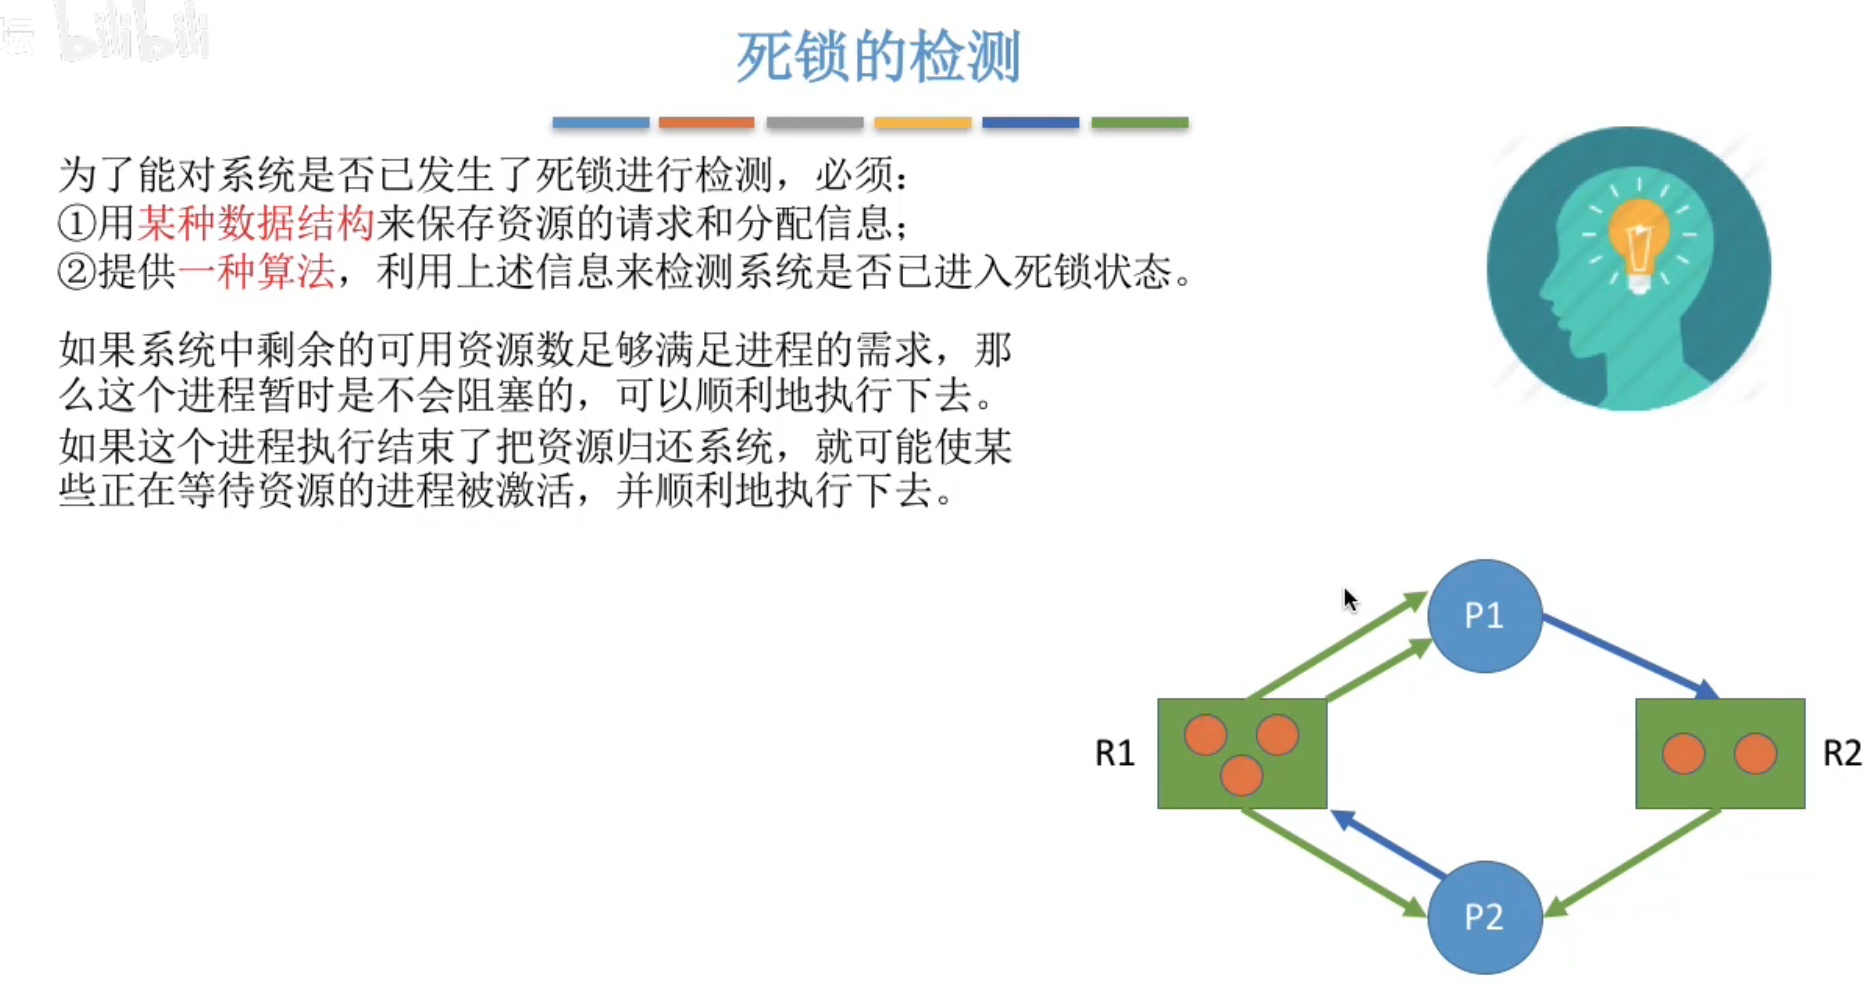 坛 bilibili
死锁的检测
为了能对系统是否已发生了死锁进行检测，必须：
①用某种数据结构来保存资源的请求和分配信息；
②提供一种算法，利用上述信息来检测系统是否已进入死锁状态。
如果系统中剩余的可用资源数足够满足进程的需求，那
么这个进程暂时是不会阻塞的，可以顺利地执行下去。
如果这个进程执行结束了把资源归还系统，就可能使某
些正在等待资源的进程被激活，并顺利地执行下去。
P1
R1
R2
P2